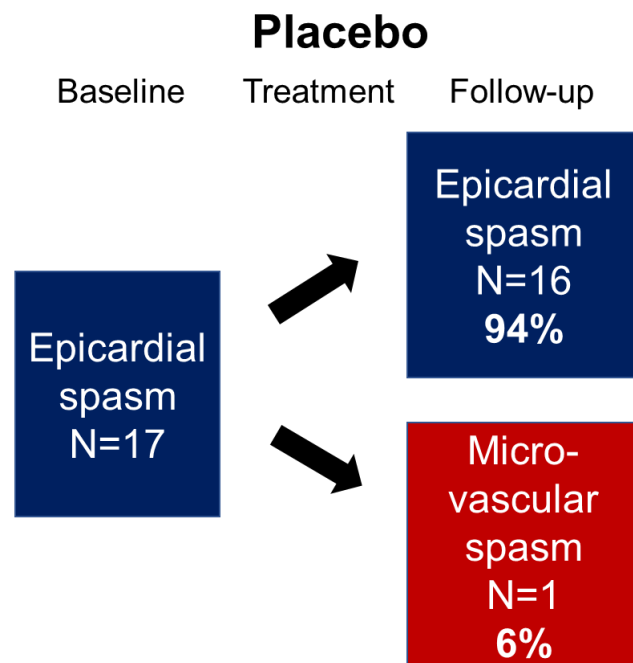 Placebo
Baseline Treatment Follow-up
Epicardial
spasm
N=17
Epicardial
spasm
N=16
94%
Micro-
vascular
spasm
N=1
6%